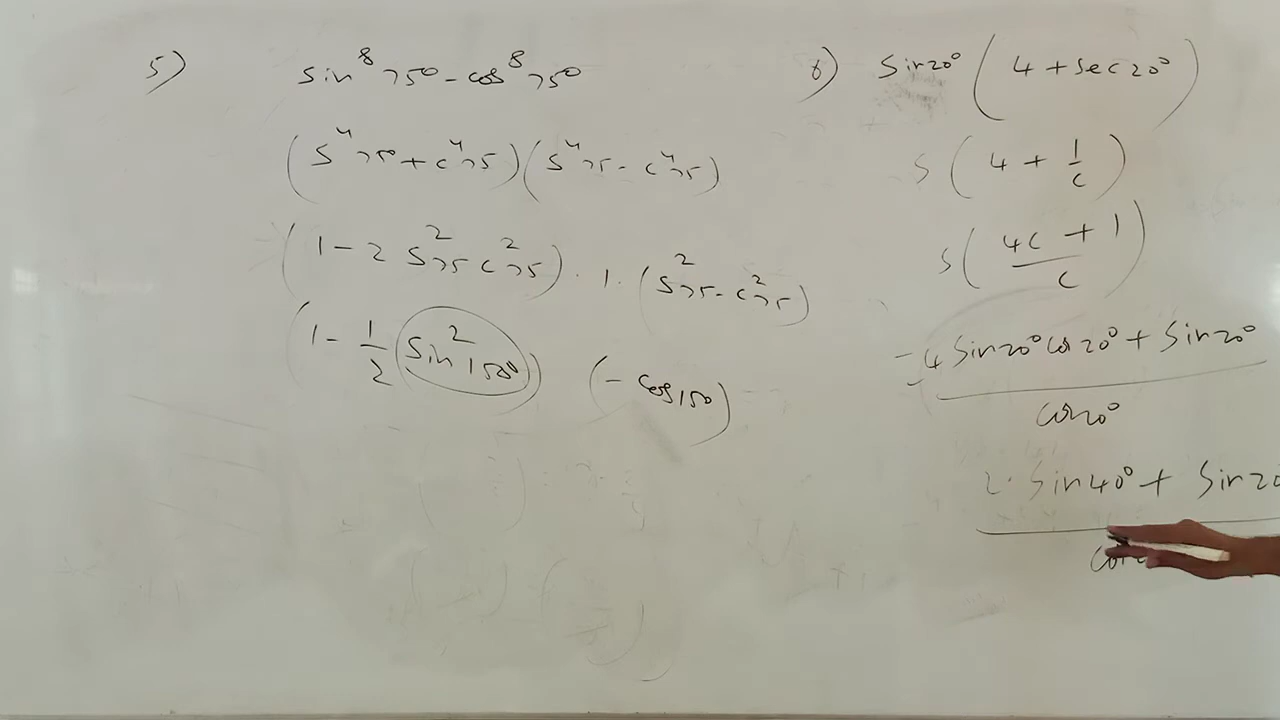 5) sin⁸75° - cos⁸75°
(S⁴75° + c⁴75)(S⁴75 - c⁴75)
(1 - 2 S²75 c²75) · 1 · (S²75 - c²75)
(1 - 1/2 (Sin²150°)) (-cos150)
6) Sin20° (4 + sec20°)
S (4 + 1/c)
S ((4c + 1)/c)
4 Sin20° cos20° + Sin20°
cos20°
2 · Sin40° + Sin20